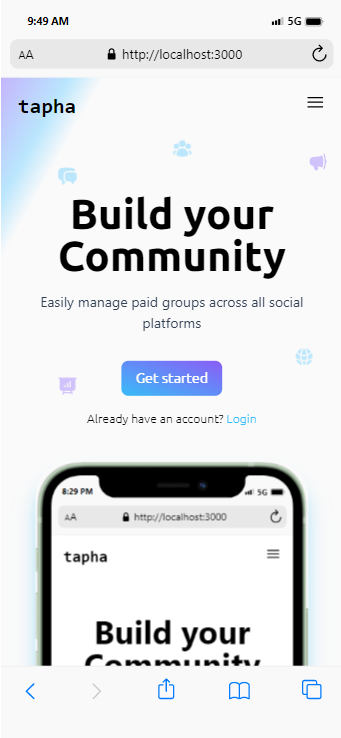 9:49 AM
5G
AA
http://localhost:3000
tapha
Build your
Community
Easily manage paid groups across all social
platforms
Get started
Already have an account? Login
8:29 PM
5G
AA
http://localhost:3000
tapha
Build your
Community